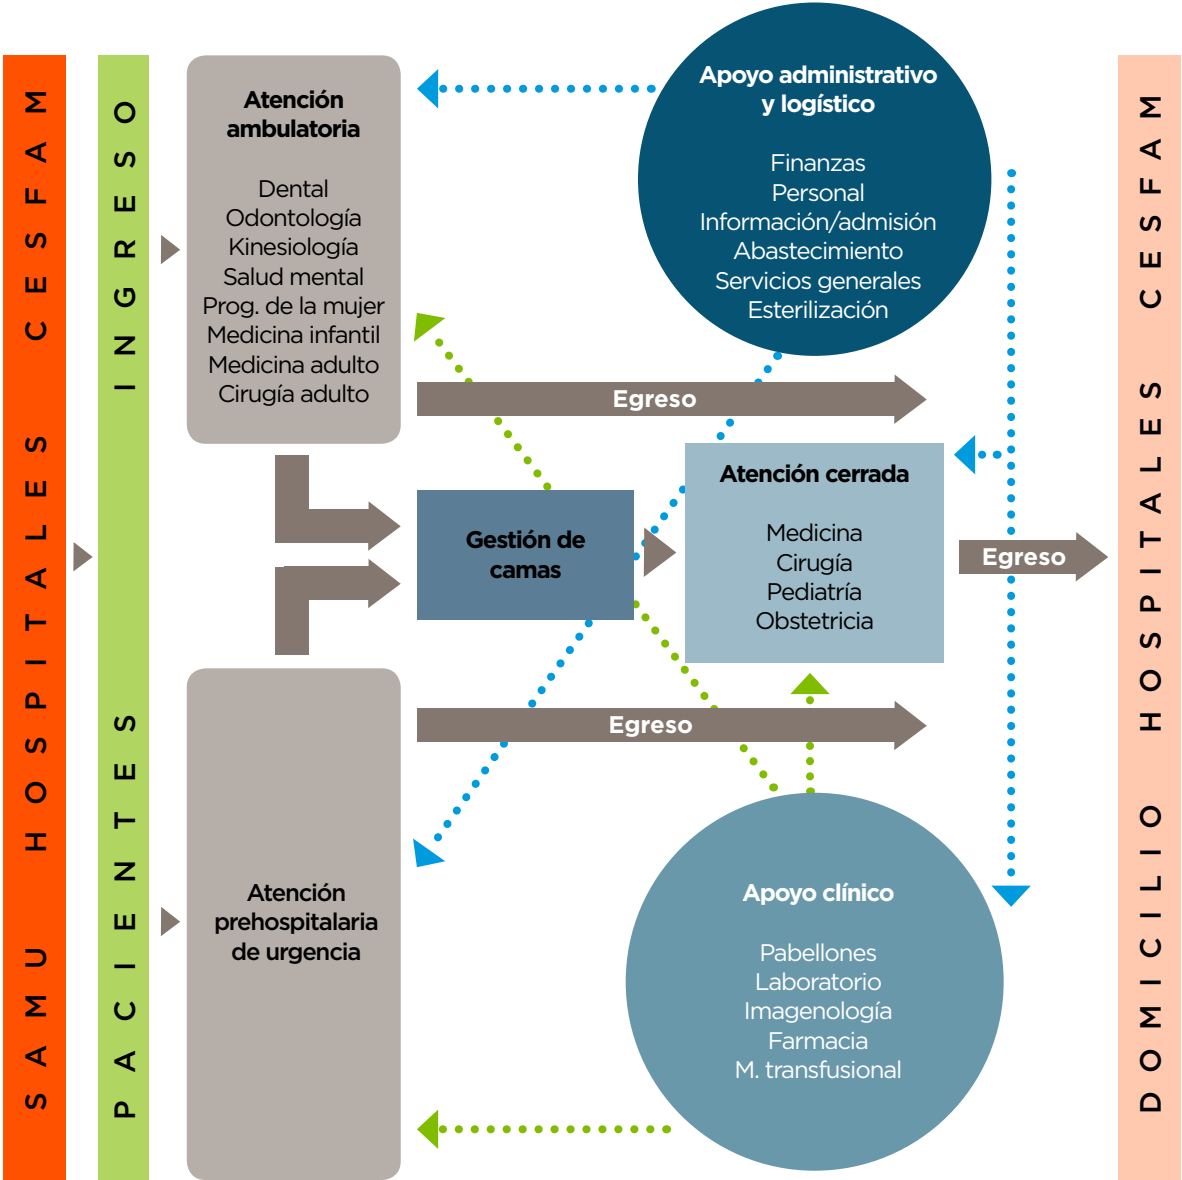 SAMU HOSPITALES CESFAM
PACIENTES INGRESO
Atención
ambulatoria
Dental
Odontología
Kinesiología
Salud mental
Prog. de la mujer
Medicina infantil
Medicina adulto
Cirugía adulto
Apoyo administrativo
y logístico
Finanzas
Personal
Información/admisión
Abastecimiento
Servicios generales
Esterilización
Egreso
Gestión de
camas
Atención cerrada
Medicina
Cirugía
Pediatría
Obstetricia
Egreso
Egreso
Atención
prehospitalaria
de urgencia
Apoyo clínico
Pabellones
Laboratorio
Imagenología
Farmacia
M. transfusional
DOMICILIO HOSPITALES CESFAM